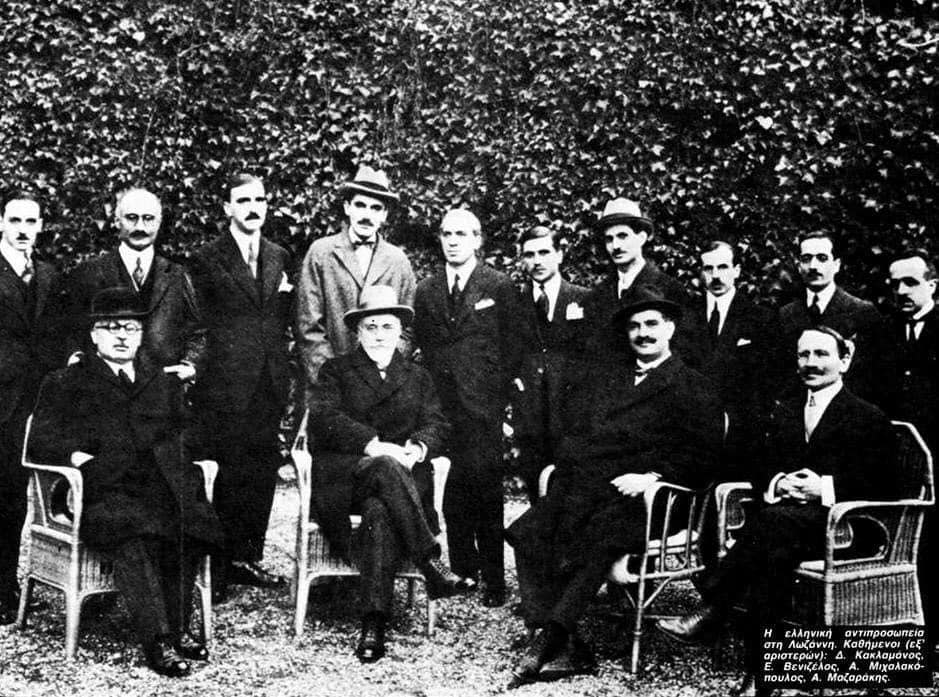 Η ελληνική αντιπροσωπεία
στη Λωζάννη. Καθήμενοι (εξ'
αριστερών): Δ. Κακλαμάνος,
Ε. Βενιζέλος, Α. Μιχαλακό-
πουλος, Α. Μαζαράκης.